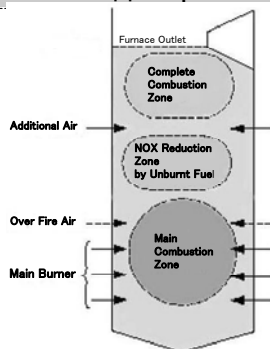 Furnace Outlet
Complete
Combustion
Zone
Additional Air
NOX Reduction
Zone
by Unburnt Fuel
Over Fire Air
Main
Combustion
Zone
Main Burner